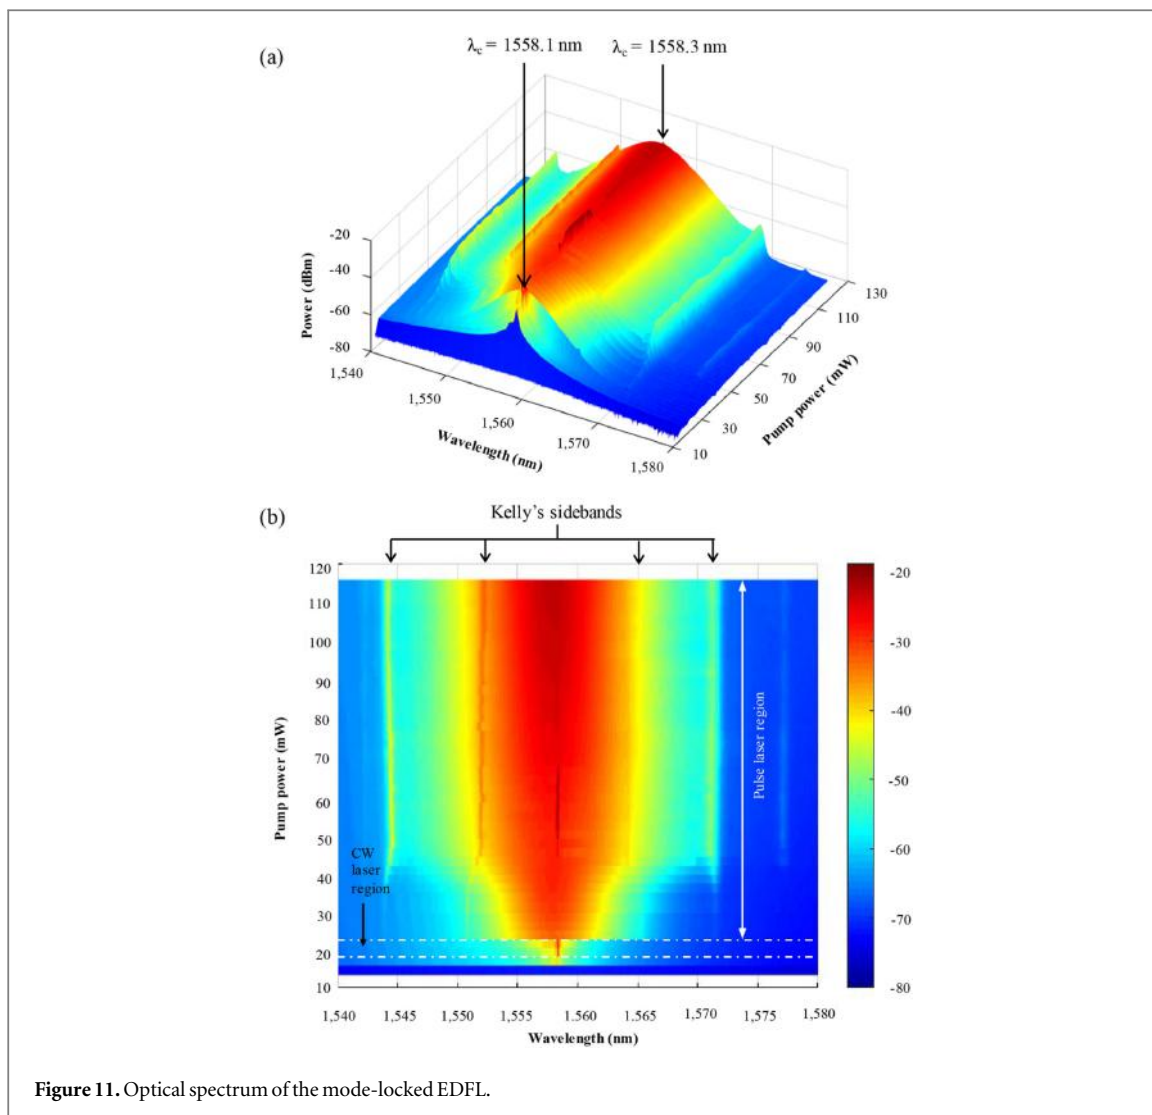 (a)
λc = 1558.1 nm
λc = 1558.3 nm
-20
-40
-60
-80
Power (dBm)
1,540
1,550
1,560
1,570
1,580
Wavelength (nm)
10
30
50
70
90
110
130
Pump power (mW)
(b)
Kelly's sidebands
120
110
100
90
80
70
60
50
40
30
20
10
Pump power (mW)
CW
laser
region
Pulse laser region
-20
-30
-40
-50
-60
-70
-80
1,540
1,545
1,550
1,555
1,560
1,565
1,570
1,575
1,580
Wavelength (nm)
Figure 11. Optical spectrum of the mode-locked EDFL.